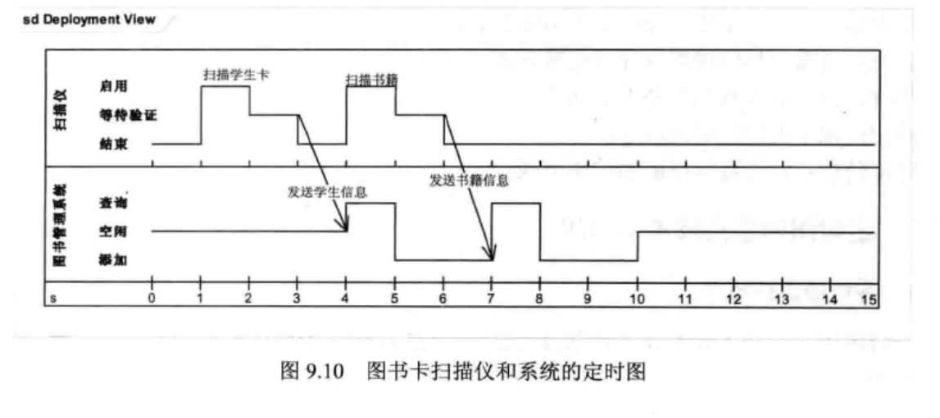 sd Deployment View
扫描仪
启用
等待验证
结束
扫描学生卡
扫描书籍
发送学生信息
发送书籍信息
图书管理系统
查询
空闲
添加
s 0 1 2 3 4 5 6 7 8 9 10 11 12 13 14 15
图 9.10 图书卡扫描仪和系统的定时图